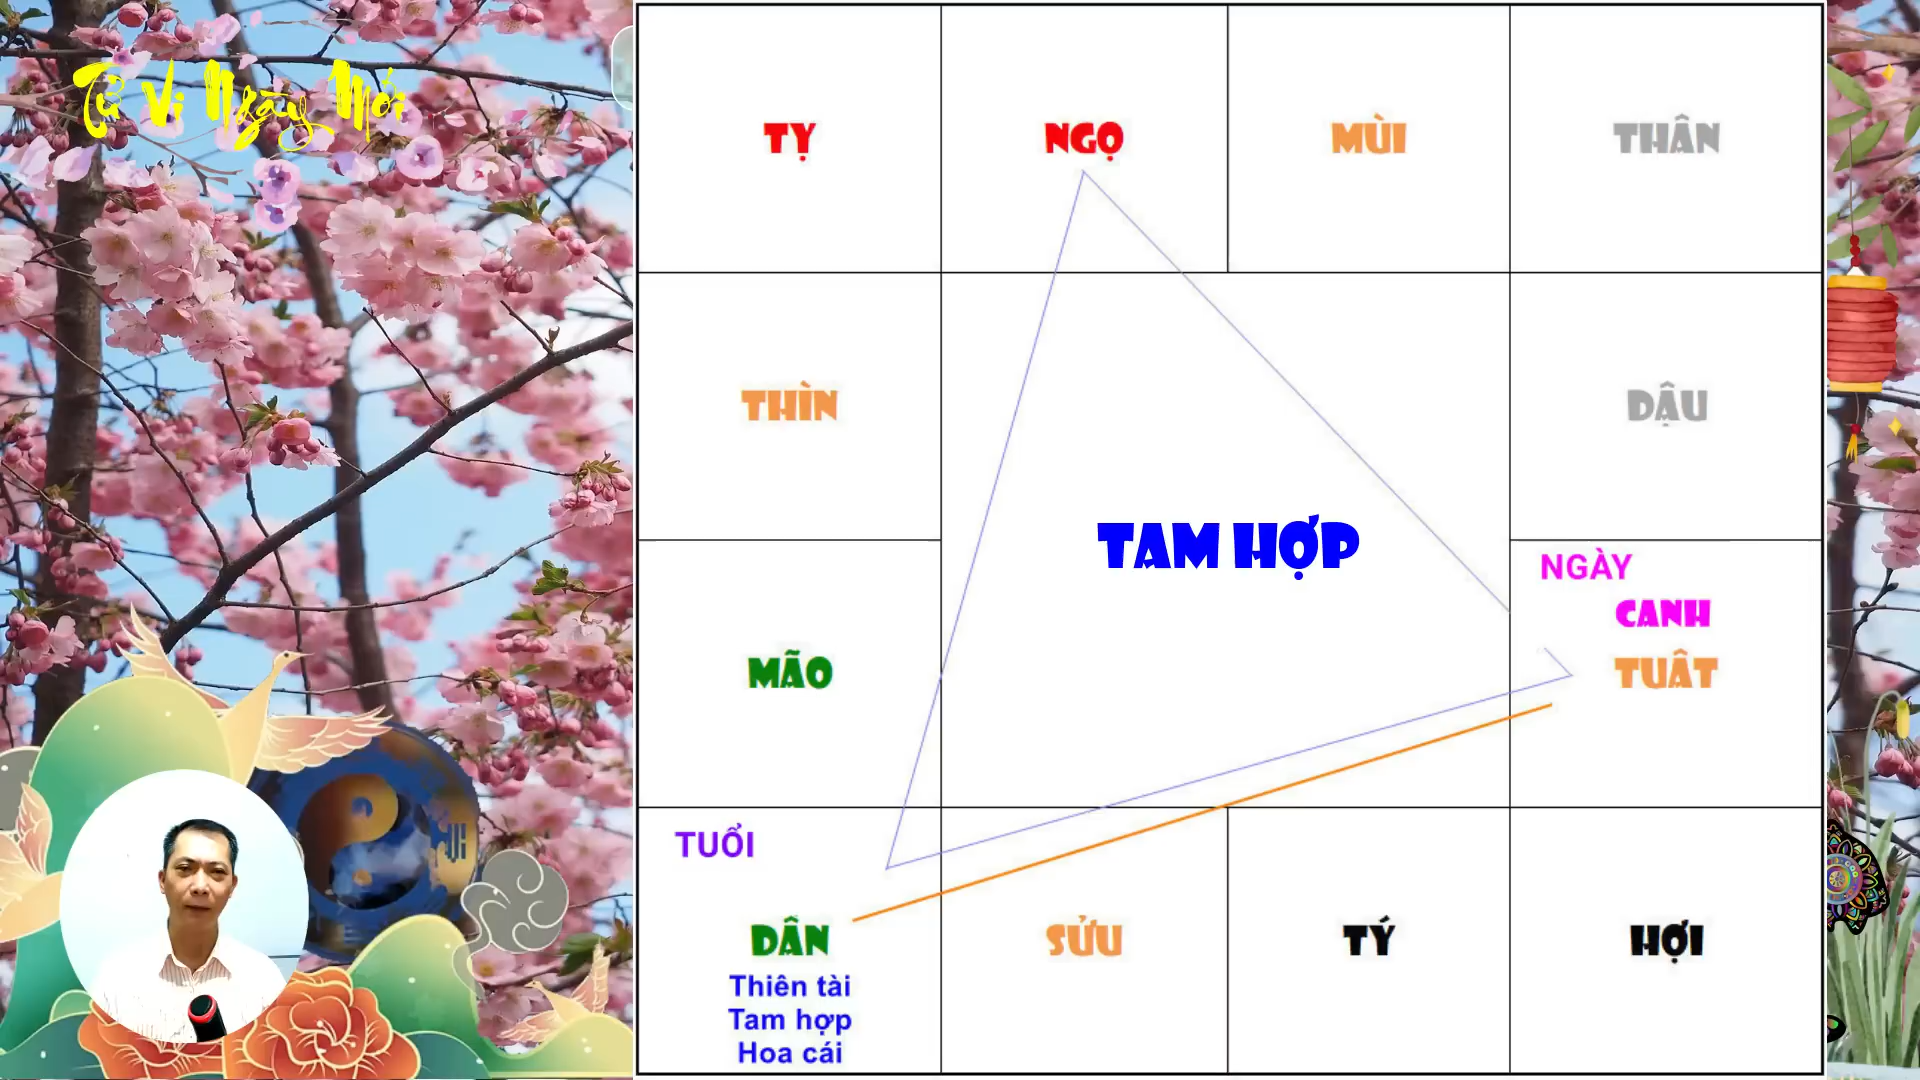 Tử Vi Ngày Mới
TỴ
NGỌ
MÙI
THÂN
THÌN
DẬU
TAM HỢP
NGÀY
CANH
TUẤT
MÃO
TUỔI
DẦN
Thiên tài
Tam hợp
Hoa cái
SỬU
TÝ
HỢI